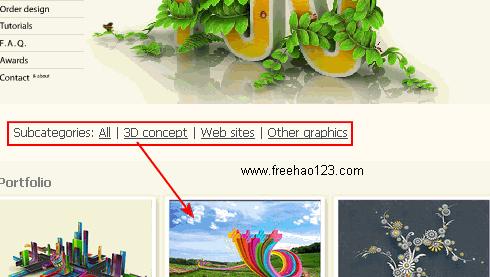 Order design
Tutorials
F.A.Q.
Awards
Contact & about
Subcategories: All | 3D concept | Web sites | Other graphics
www.freehao123.com
Portfolio